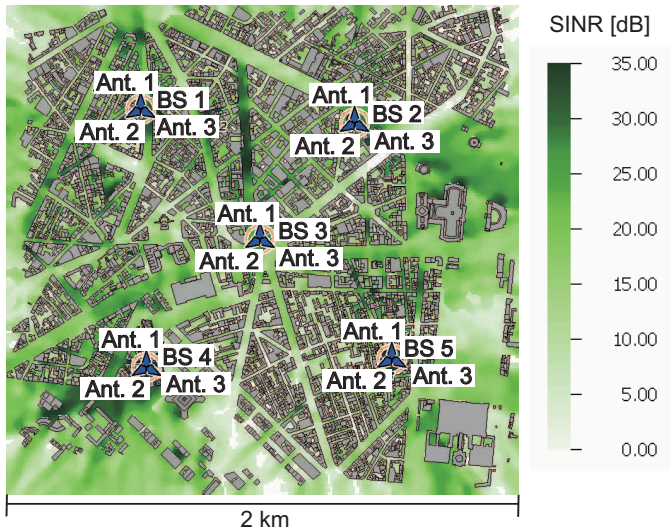 SINR [dB]
Ant. 1
BS 1
Ant. 2
Ant. 3
Ant. 1
BS 2
Ant. 2
Ant. 3
Ant. 1
BS 3
Ant. 2
Ant. 3
Ant. 1
BS 4
Ant. 2
Ant. 3
Ant. 1
BS 5
Ant. 2
Ant. 3
35.00
30.00
25.00
20.00
15.00
10.00
5.00
0.00
2 km